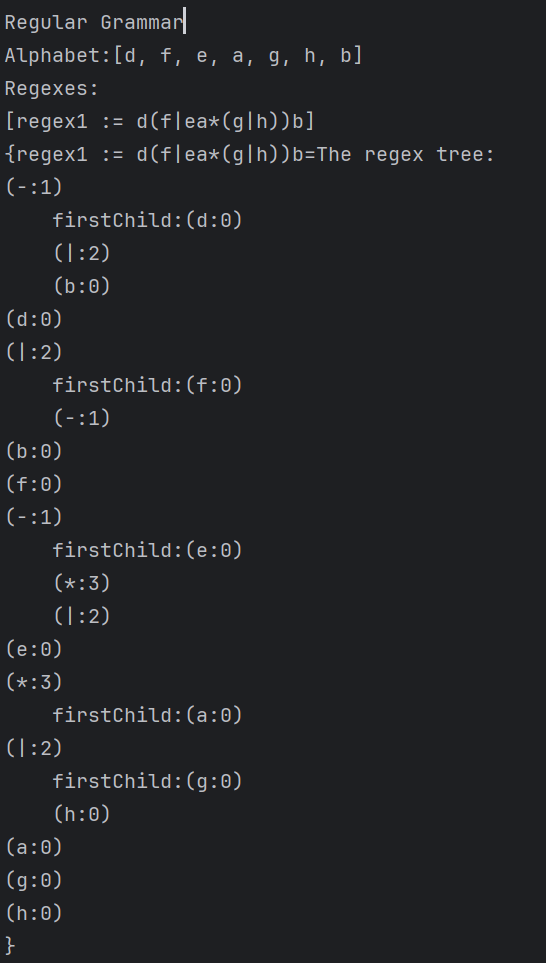 Regular Grammar
Alphabet:[d, f, e, a, g, h, b]
Regexes:
[regex1 := d(f|ea*(g|h))b]
{regex1 := d(f|ea*(g|h))b=The regex tree:
(-:1)
    firstChild:(d:0)
    (|:2)
    (b:0)
(d:0)
(|:2)
    firstChild:(f:0)
    (-:1)
(b:0)
(f:0)
(-:1)
    firstChild:(e:0)
    (*:3)
    (|:2)
(e:0)
(*:3)
    firstChild:(a:0)
(|:2)
    firstChild:(g:0)
    (h:0)
(a:0)
(g:0)
(h:0)
}